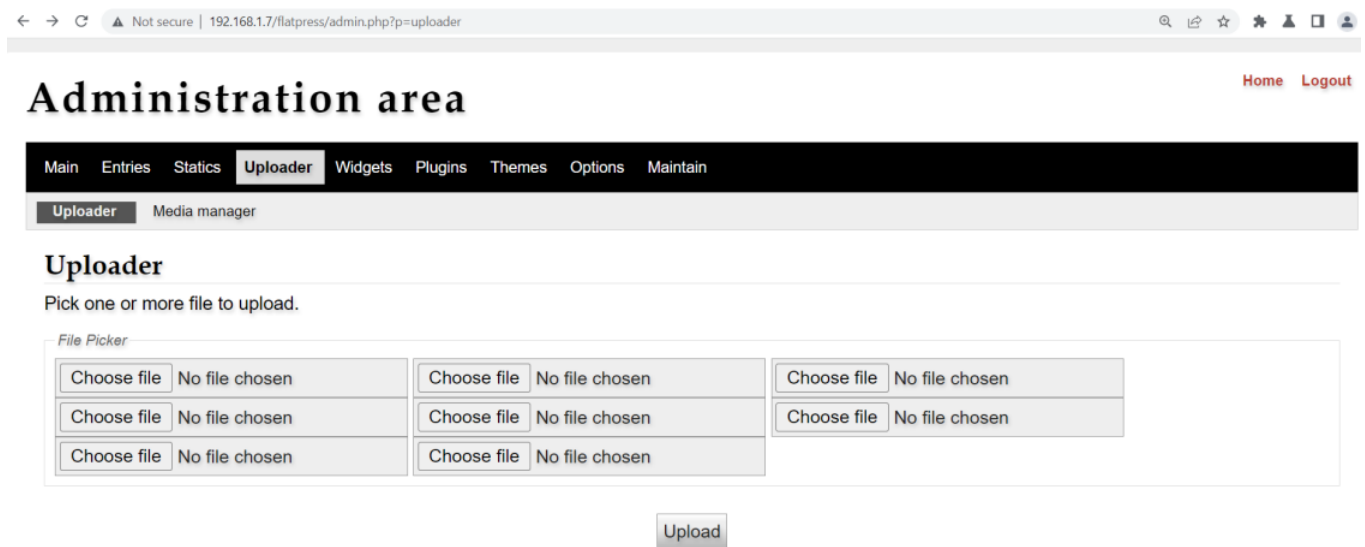 Not secure | 192.168.1.7/flatpress/admin.php?p=uploader
Home Logout
Administration area
Main Entries Statics Uploader Widgets Plugins Themes Options Maintain
Uploader Media manager
Uploader
Pick one or more file to upload.
File Picker
Choose file No file chosen Choose file No file chosen Choose file No file chosen
Choose file No file chosen Choose file No file chosen Choose file No file chosen
Choose file No file chosen Choose file No file chosen
Upload